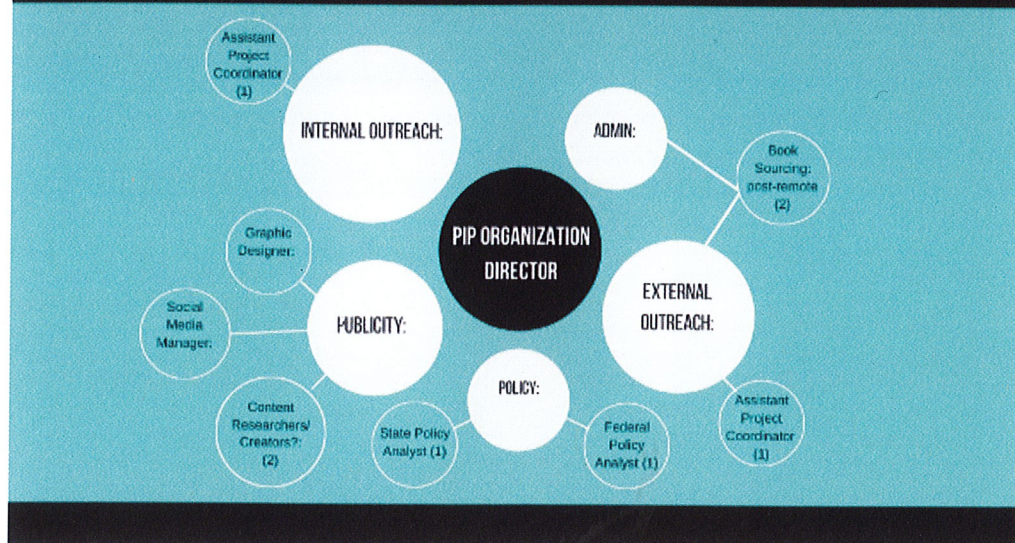 Assistant
Project
Coordinator
(1)
INTERNAL OUTREACH:
ADMIN:
Book
Sourcing:
post-remote
(2)
PIP ORGANIZATION
DIRECTOR
Graphic
Designer:
EXTERNAL
OUTREACH:
Social
Media
Manager:
PUBLICITY:
POLICY:
Content
Researchers/
Creators?:
(2)
State Policy
Analyst (1)
Federal
Policy
Analyst (1)
Assistant
Project
Coordinator
(1)